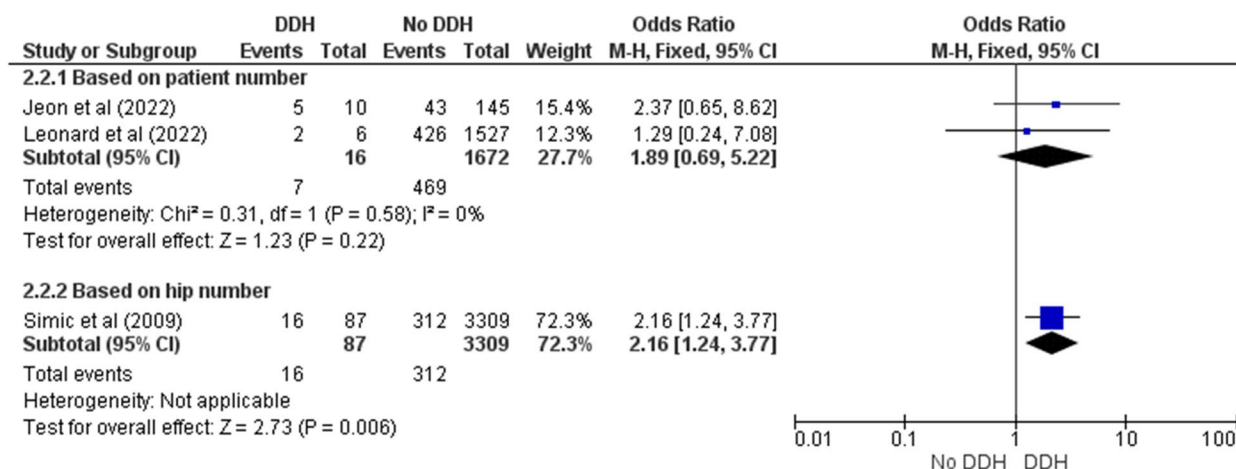 DDH No DDH Odds Ratio Odds Ratio
Study or Subgroup Events Total Events Total Weight M-H, Fixed, 95% CI M-H, Fixed, 95% CI
2.2.1 Based on patient number
Jeon et al (2022) 5 10 43 145 15.4% 2.37 [0.65, 8.62]
Leonard et al (2022) 2 6 426 1527 12.3% 1.29 [0.24, 7.08]
Subtotal (95% CI) 16 1672 27.7% 1.89 [0.69, 5.22]
Total events 7 469
Heterogeneity: Chi² = 0.31, df = 1 (P = 0.58); I² = 0%
Test for overall effect: Z = 1.23 (P = 0.22)
2.2.2 Based on hip number
Simic et al (2009) 16 87 312 3309 72.3% 2.16 [1.24, 3.77]
Subtotal (95% CI) 87 3309 72.3% 2.16 [1.24, 3.77]
Total events 16 312
Heterogeneity: Not applicable
Test for overall effect: Z = 2.73 (P = 0.006)
0.01 0.1 1 10 100
No DDH DDH